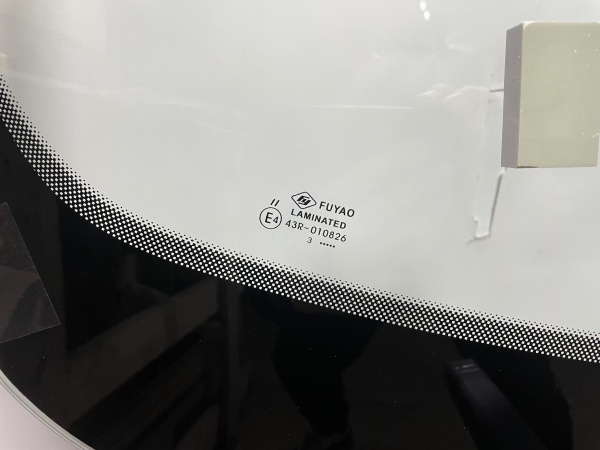 FUYAO
LAMINATED
II
E4 43R-010826
3 •••••